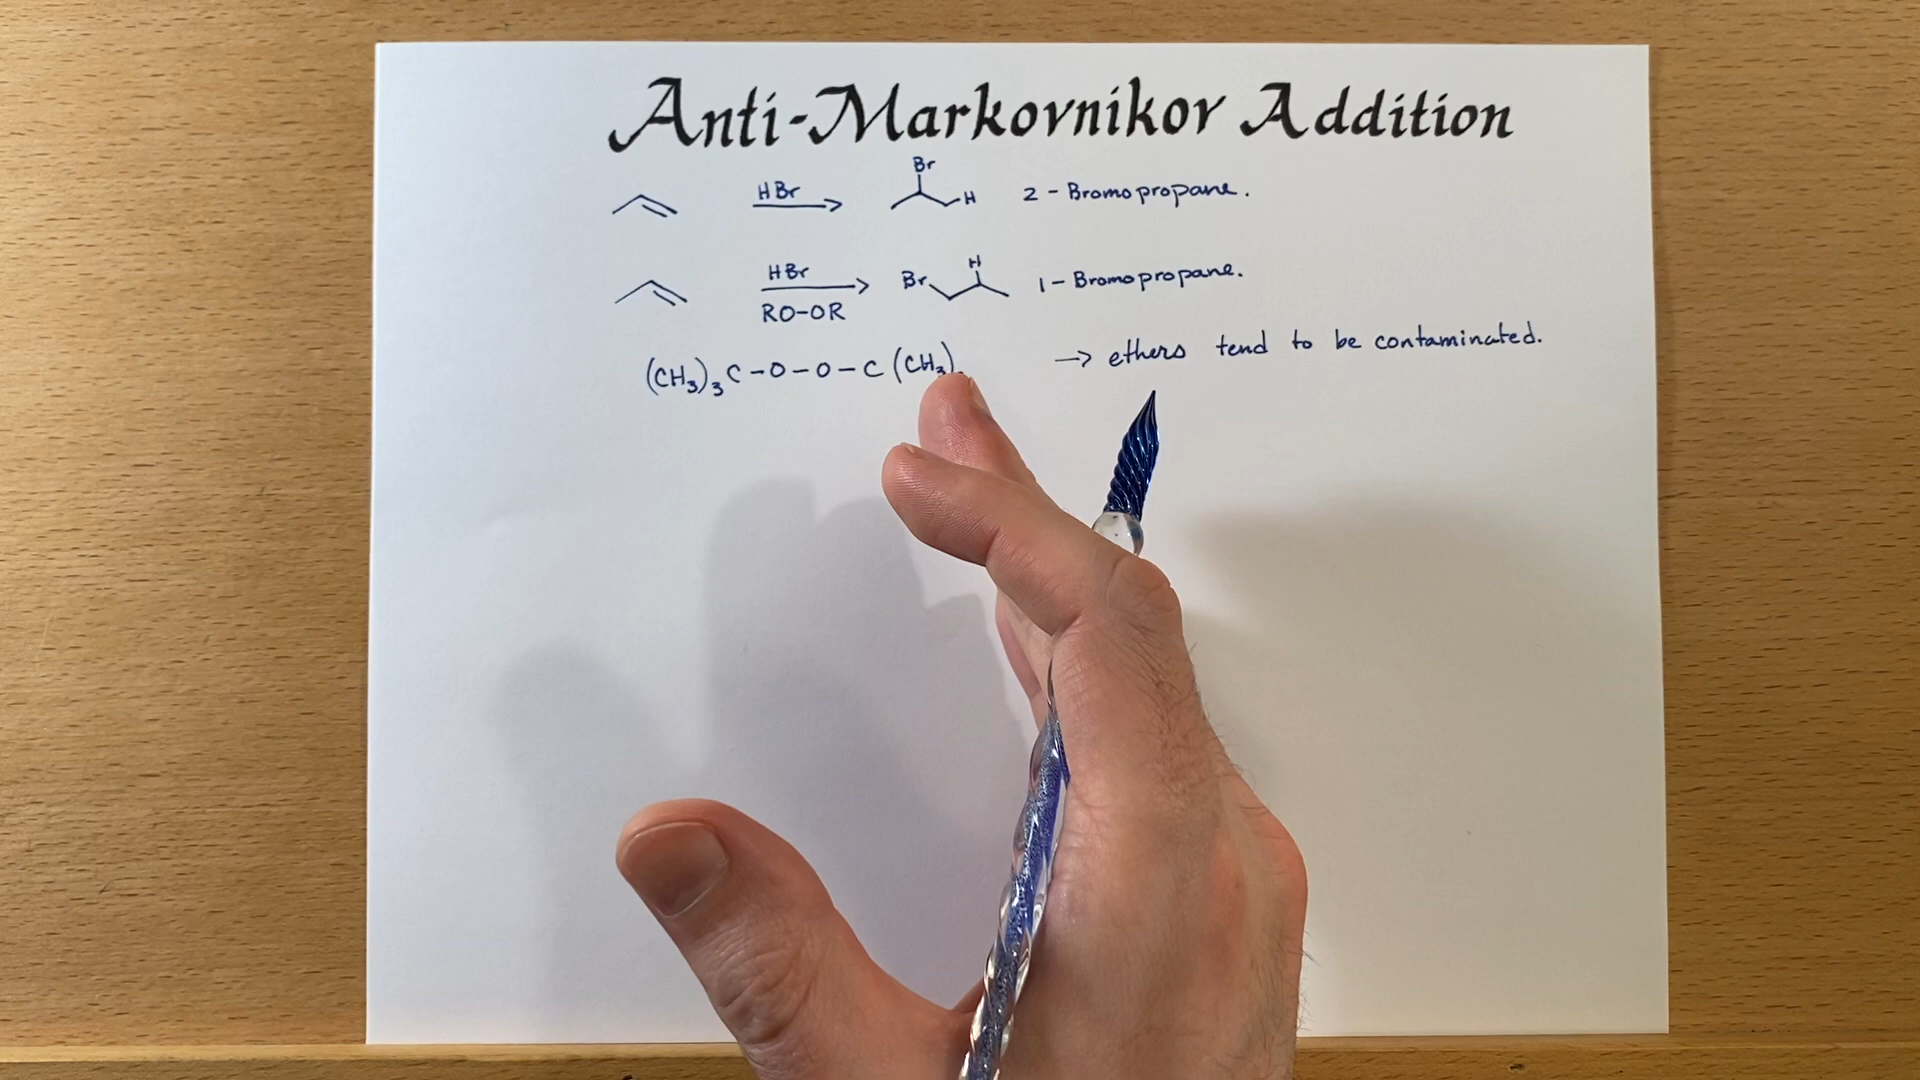 Anti-Markovnikov Addition
HBr
Br
H
2 - Bromopropane.
HBr
RO-OR
Br
H
1 - Bromopropane.
(CH3)3C-O-O-C(CH3)
→ ethers tend to be contaminated.